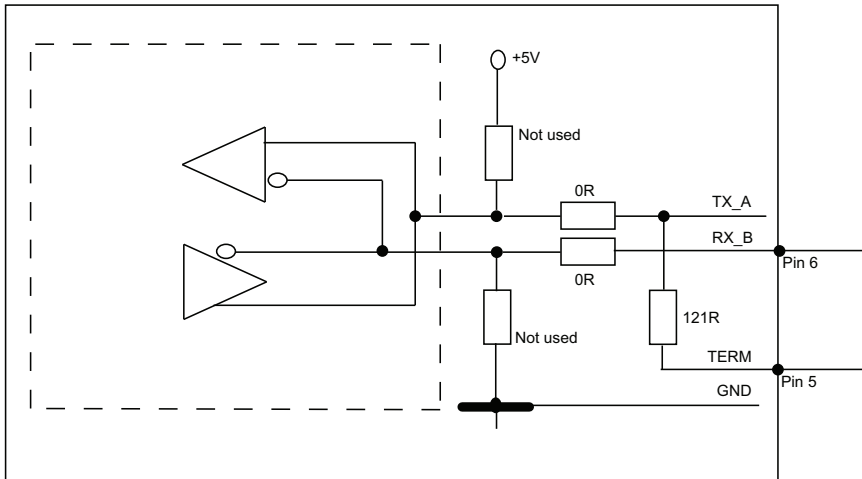 +5V
Not used
0R
TX_A
RX_B
Pin 6
0R
121R
Not used
TERM
Pin 5
GND